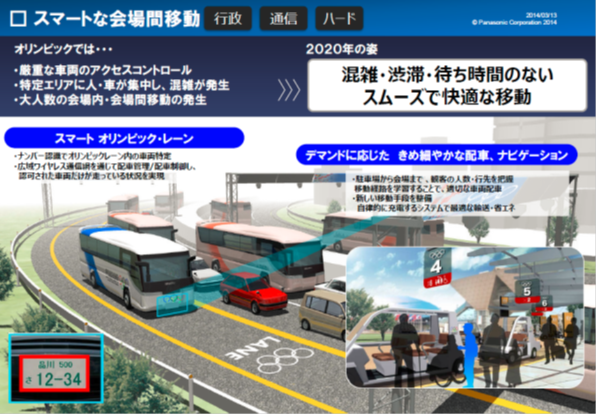 □ スマートな会場間移動 行政 通信 ハード
2014/03/13
© Panasonic Corporation 2014
オリンピックでは・・・
・厳重な車両のアクセスコントロール
・特定エリアに人・車が集中し、混雑が発生
・大人数の会場内・会場間移動の発生
2020年の姿
混雑・渋滞・待ち時間のない
スムーズで快適な移動
スマート オリンピック・レーン
・ナンバー認識でオリンピックレーン内の車両特定
・広域ワイヤレス通信網を通して配車管理/配車制御し、
認可された車両だけが走っている状況を実現
デマンドに応じた きめ細やかな配車、ナビゲーション
・駐車場から会場まで、観客の人数・行先を把握
移動経路を学習することで、適切な車両配車
・新しい移動手段を整備
自律的に充電するシステムで最適な輸送・省エネ
4
5
6
LANE
品川 500
さ 12-34